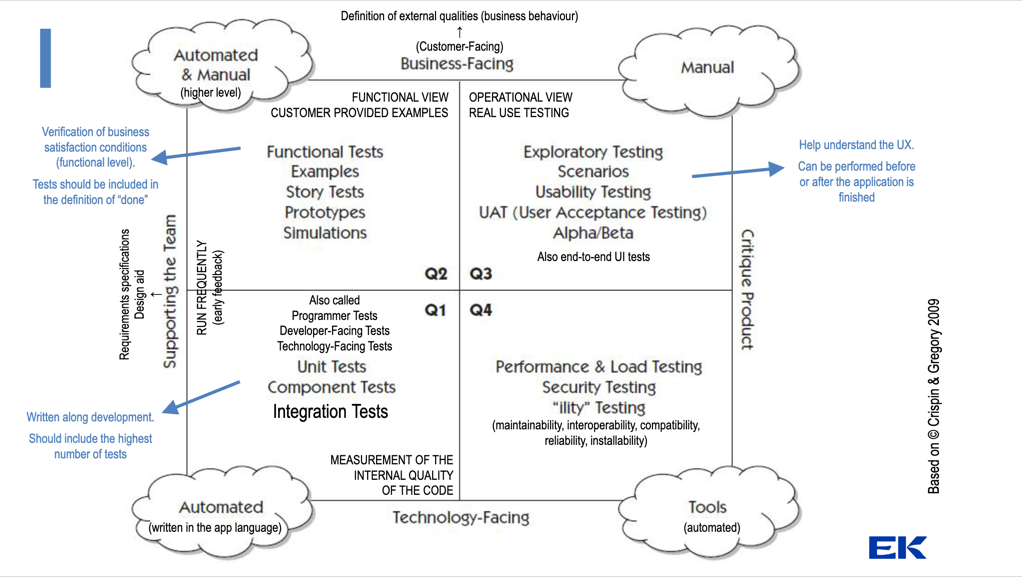 Definition of external qualities (business behaviour)
↑
(Customer-Facing)
Business-Facing
Automated
& Manual
(higher level)
Manual
FUNCTIONAL VIEW
CUSTOMER PROVIDED EXAMPLES
OPERATIONAL VIEW
REAL USE TESTING
Verification of business
satisfaction conditions
(functional level).
Tests should be included in
the definition of “done”
Functional Tests
Examples
Story Tests
Prototypes
Simulations
Exploratory Testing
Scenarios
Usability Testing
UAT (User Acceptance Testing)
Alpha/Beta
Also end-to-end UI tests
Help understand the UX.
Can be performed before
or after the application is
finished
Requirements specifications
Design aid
↑
Supporting the Team
RUN FREQUENTLY
(early feedback)
Critique Product
Q2
Q3
Q1
Q4
Also called
Programmer Tests
Developer-Facing Tests
Technology-Facing Tests
Unit Tests
Component Tests
Integration Tests
Performance & Load Testing
Security Testing
“ility” Testing
(maintainability, interoperability, compatibility,
reliability, installability)
Written along development.
Should include the highest
number of tests
MEASUREMENT OF THE
INTERNAL QUALITY
OF THE CODE
Automated
(written in the app language)
Technology-Facing
Tools
(automated)
Based on © Crispin & Gregory 2009
EK